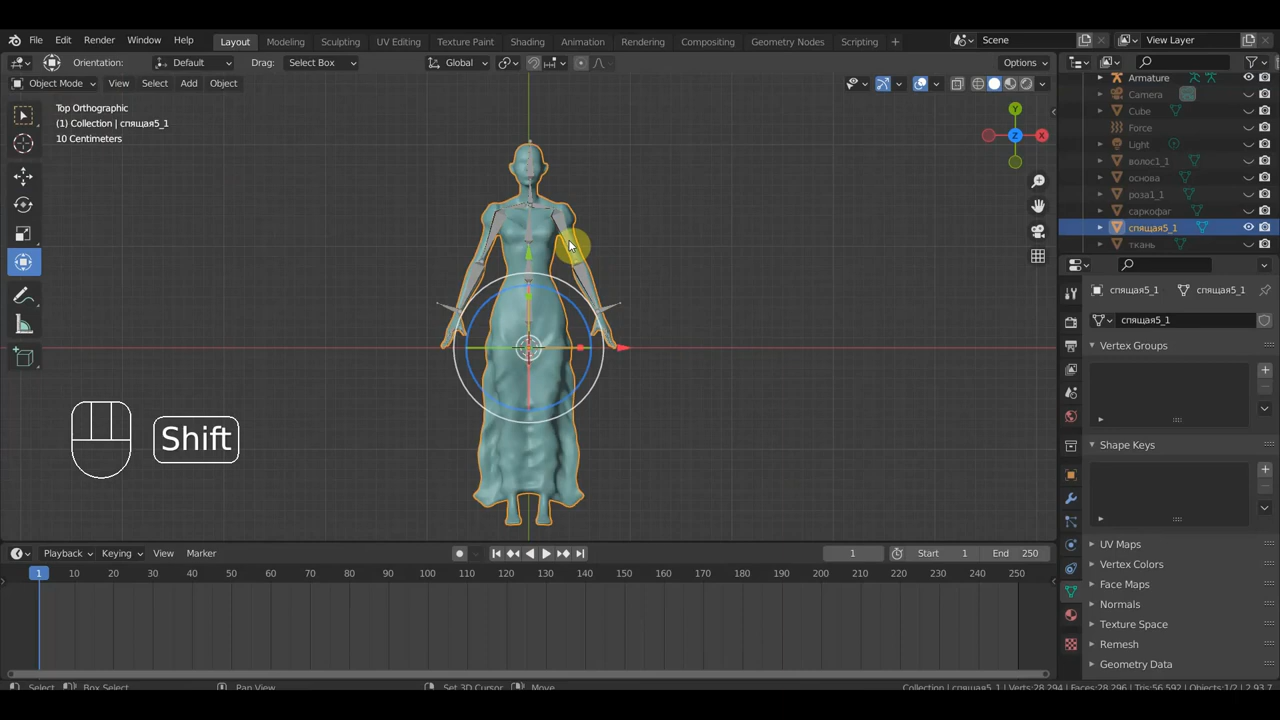 File Edit Render Window Help Layout Modeling Sculpting UV Editing Texture Paint Shading Animation Rendering Compositing Geometry Nodes Scripting + Scene View Layer
Orientation: Default Drag: Select Box Global Options
Object Mode View Select Add Object
Top Orthographic
(1) Collection | спящая5_1
10 Centimeters
Y
Z
X
Shift
Armature
Camera
Cube
Force
Light
волос1_1
основа
роза1_1
саркофаг
спящая5_1
ткань
спящая5_1 спящая5_1
спящая5_1
Vertex Groups
Shape Keys
UV Maps
Vertex Colors
Face Maps
Normals
Texture Space
Remesh
Geometry Data
Playback Keying View Marker 1 Start 1 End 250
1 10 20 30 40 50 60 70 80 90 100 110 120 130 140 150 160 170 180 190 200 210 220 230 240 250
Select Box Select Pan View Set 3D Cursor Move Collection | спящая5_1 | Verts:28,294 | Faces:28,296 | Tris:56,592 | Objects:1/2 | 2.93.7